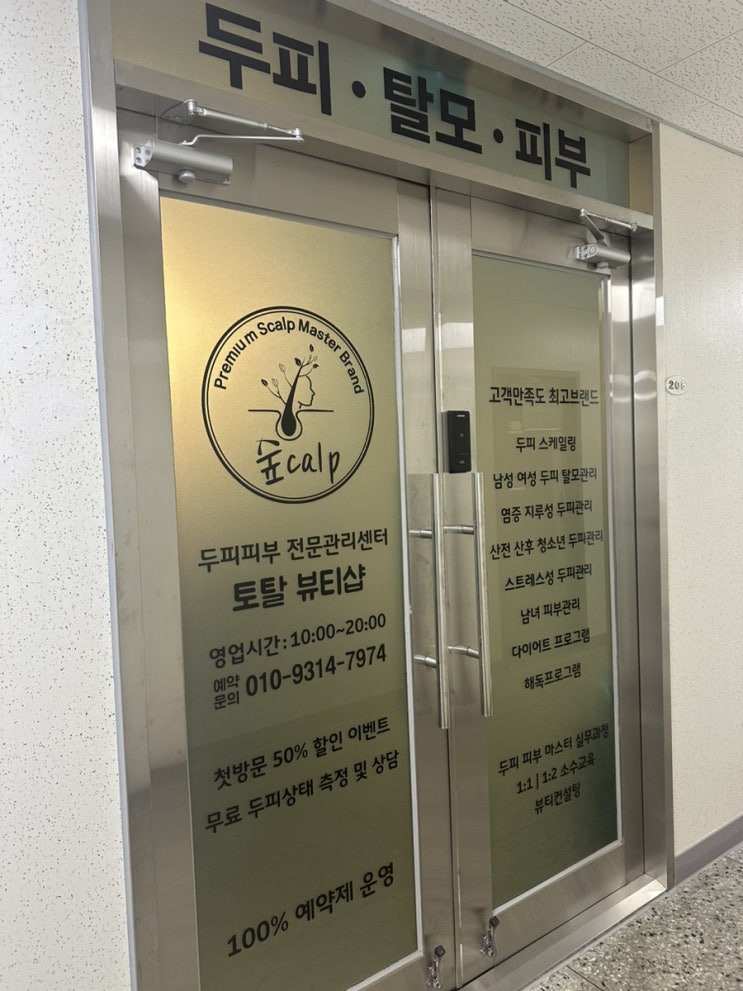 두피·탈모·피부
Premium Scalp Master Brand
숲calp
두피피부 전문관리센터
토탈 뷰티샵
영업시간:10:00~20:00
예약
문의 010-9314-7974
첫방문 50% 할인 이벤트
무료 두피상태 측정 및 상담
100% 예약제 운영
고객만족도 최고브랜드
두피 스케일링
남성 여성 두피 탈모관리
염증 지루성 두피관리
산전 산후 청소년 두피관리
스트레스성 두피관리
남녀 피부관리
다이어트 프로그램
해독프로그램
두피 피부 마스터 실무과정
1:1 | 1:2 소수교육
뷰티컨설팅